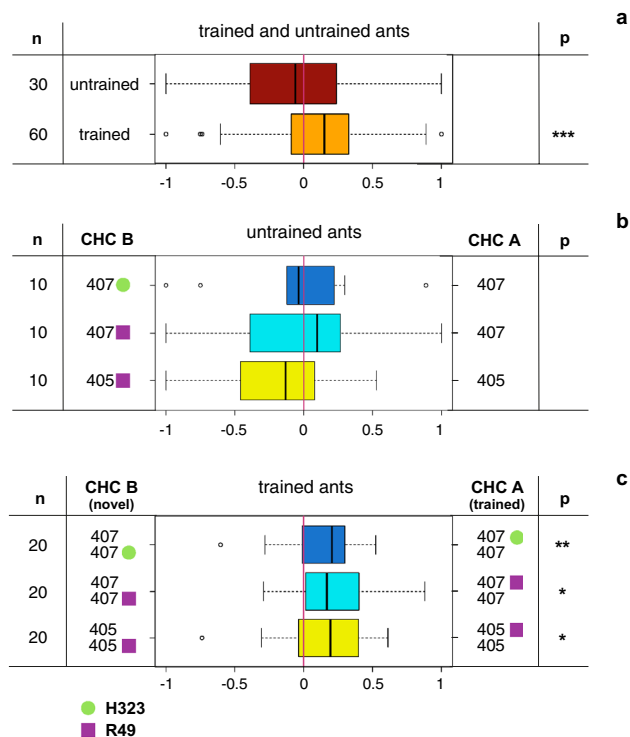 a
n trained and untrained ants p
30 untrained
60 trained ***
-1 -0.5 0 0.5 1
b
n CHC B untrained ants CHC A p
10 407 407
10 407 407
10 405 405
-1 -0.5 0 0.5 1
c
n CHC B trained ants CHC A p
(novel) (trained)
407 407
20 407 407 **
407 407
20 407 407 *
405 405
20 405 405 *
-1 -0.5 0 0.5 1
H323
R49